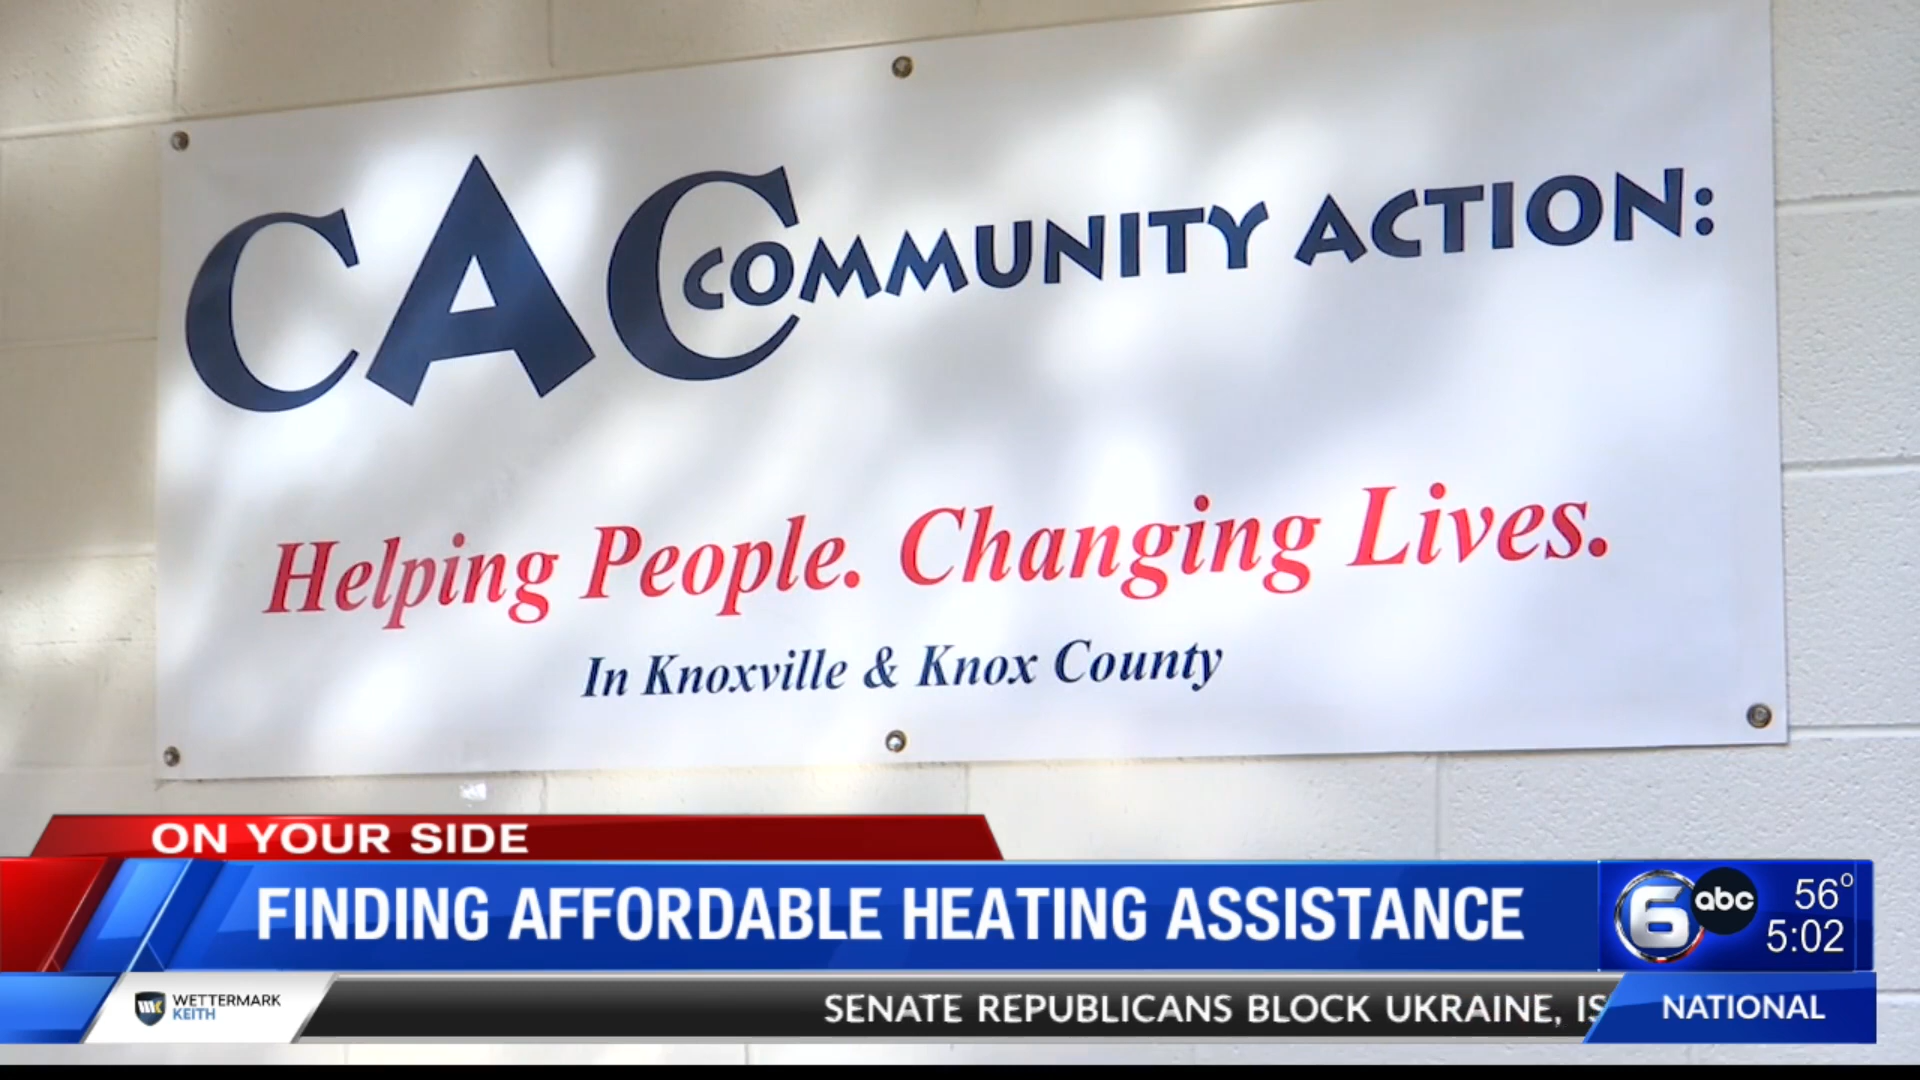 CAC COMMUNITY ACTION:
Helping People. Changing Lives.
In Knoxville & Knox County
ON YOUR SIDE
FINDING AFFORDABLE HEATING ASSISTANCE
6 abc
56°
5:02
WK WETTERMARK
KEITH
SENATE REPUBLICANS BLOCK UKRAINE, IS
NATIONAL